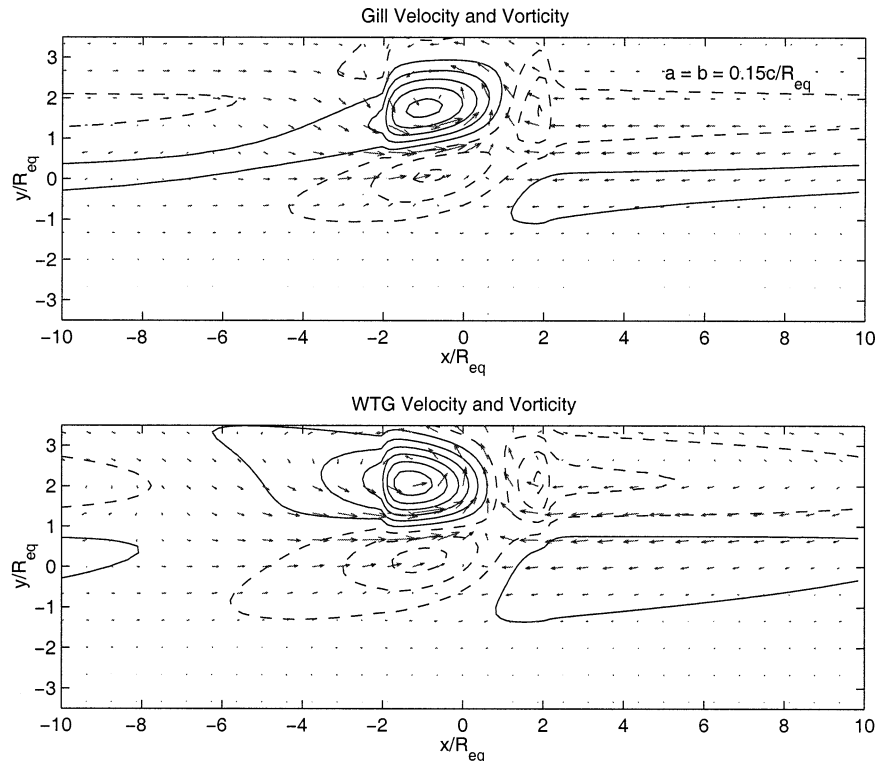 Gill Velocity and Vorticity
a = b = 0.15c/R_eq
y/R_eq
3
2
1
0
−1
−2
−3
−10 −8 −6 −4 −2 0 2 4 6 8 10
x/R_eq
WTG Velocity and Vorticity
y/R_eq
3
2
1
0
−1
−2
−3
−10 −8 −6 −4 −2 0 2 4 6 8 10
x/R_eq